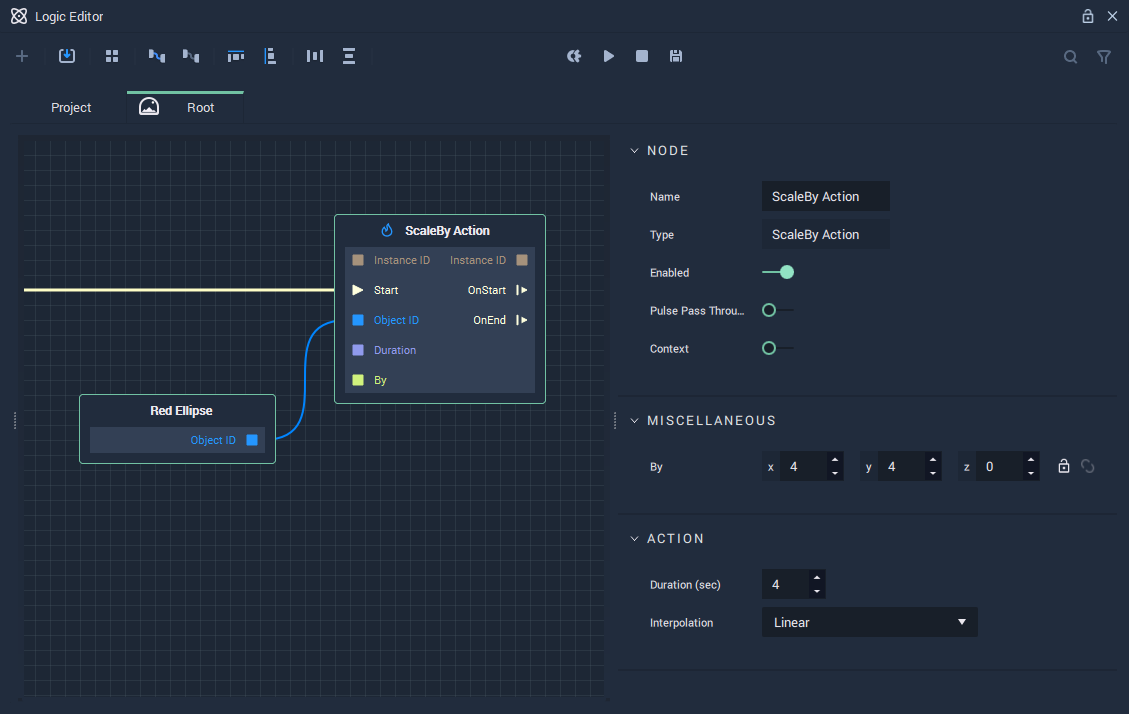 Logic Editor
Project
Root
ScaleBy Action
Instance ID Instance ID
Start OnStart
Object ID OnEnd
Duration
By
Red Ellipse
Object ID
NODE
Name ScaleBy Action
Type ScaleBy Action
Enabled
Pulse Pass Throu...
Context
MISCELLANEOUS
By x 4 y 4 z 0
ACTION
Duration (sec) 4
Interpolation Linear